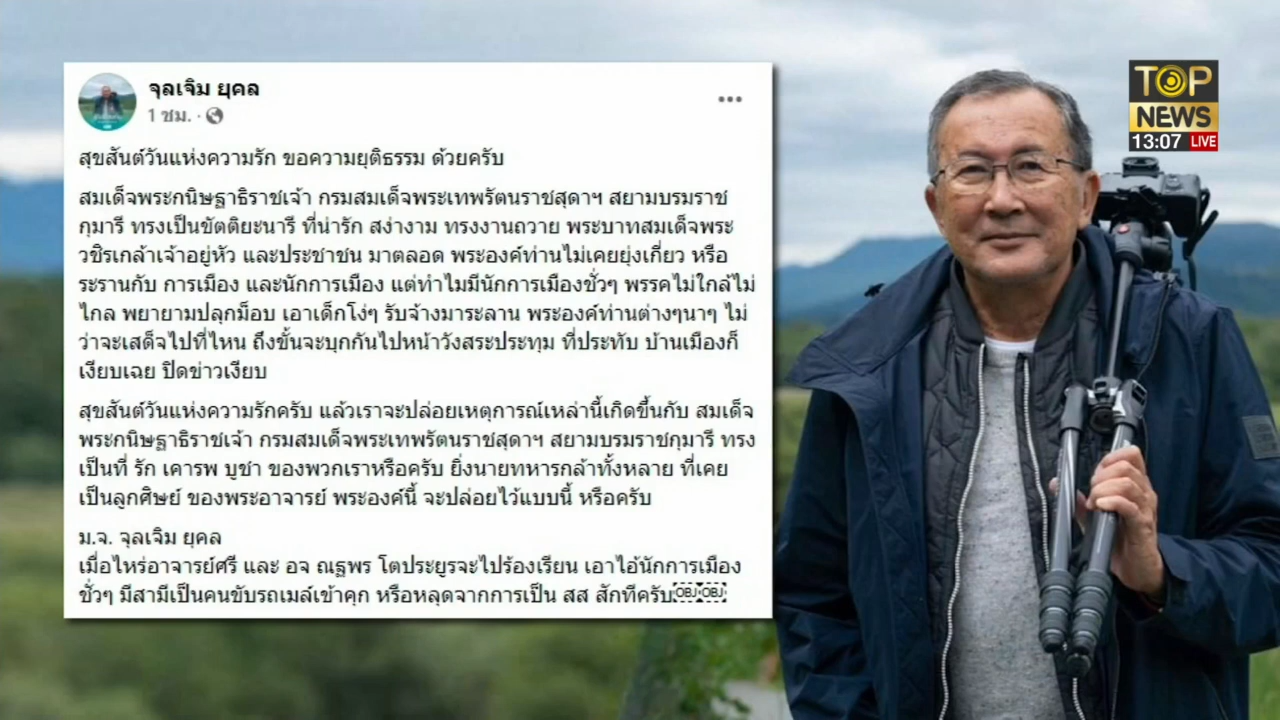 จุลเจิม ยุคล
1 ชม.
สุขสันต์วันแห่งความรัก ขอความยุติธรรม ด้วยครับ
สมเด็จพระกนิษฐาธิราชเจ้า กรมสมเด็จพระเทพรัตนราชสุดาฯ สยามบรมราช
กุมารี ทรงเป็นขัตติยะนารี ที่น่ารัก สง่างาม ทรงงานถวาย พระบาทสมเด็จพระ
วชิรเกล้าเจ้าอยู่หัว และประชาชน มาตลอด พระองค์ท่านไม่เคยยุ่งเกี่ยว หรือ
ระรานกับ การเมือง และนักการเมือง แต่ทำไมมีนักการเมืองชั่วๆ พรรคไม่ใกล้ไม่
ไกล พยายามปลุกม็อบ เอาเด็กโง่ๆ รับจ้างมาระลาน พระองค์ท่านต่างๆนาๆ ไม่
ว่าจะเสด็จไปที่ไหน ถึงขั้นจะบุกกันไปหน้าวังสระประทุม ที่ประทับ บ้านเมืองก็
เงียบเฉย ปิดข่าวเงียบ
สุขสันต์วันแห่งความรักครับ แล้วเราจะปล่อยเหตุการณ์เหล่านี้เกิดขึ้นกับ สมเด็จ
พระกนิษฐาธิราชเจ้า กรมสมเด็จพระเทพรัตนราชสุดาฯ สยามบรมราชกุมารี ทรง
เป็นที่ รัก เคารพ บูชา ของพวกเราหรือครับ ยิ่งนายทหารกล้าทั้งหลาย ที่เคย
เป็นลูกศิษย์ ของพระอาจารย์ พระองค์นี้ จะปล่อยไว้แบบนี้ หรือครับ
ม.จ. จุลเจิม ยุคล
เมื่อไหร่อาจารย์ศรี และ อจ ณฐพร โตประยูรจะไปร้องเรียน เอาไอ้นักการเมือง
ชั่วๆ มีสามีเป็นคนขับรถเมล์เข้าคุก หรือหลุดจากการเป็น สส สักทีครับOBJ OBJ
TOP
NEWS
13:07 LIVE